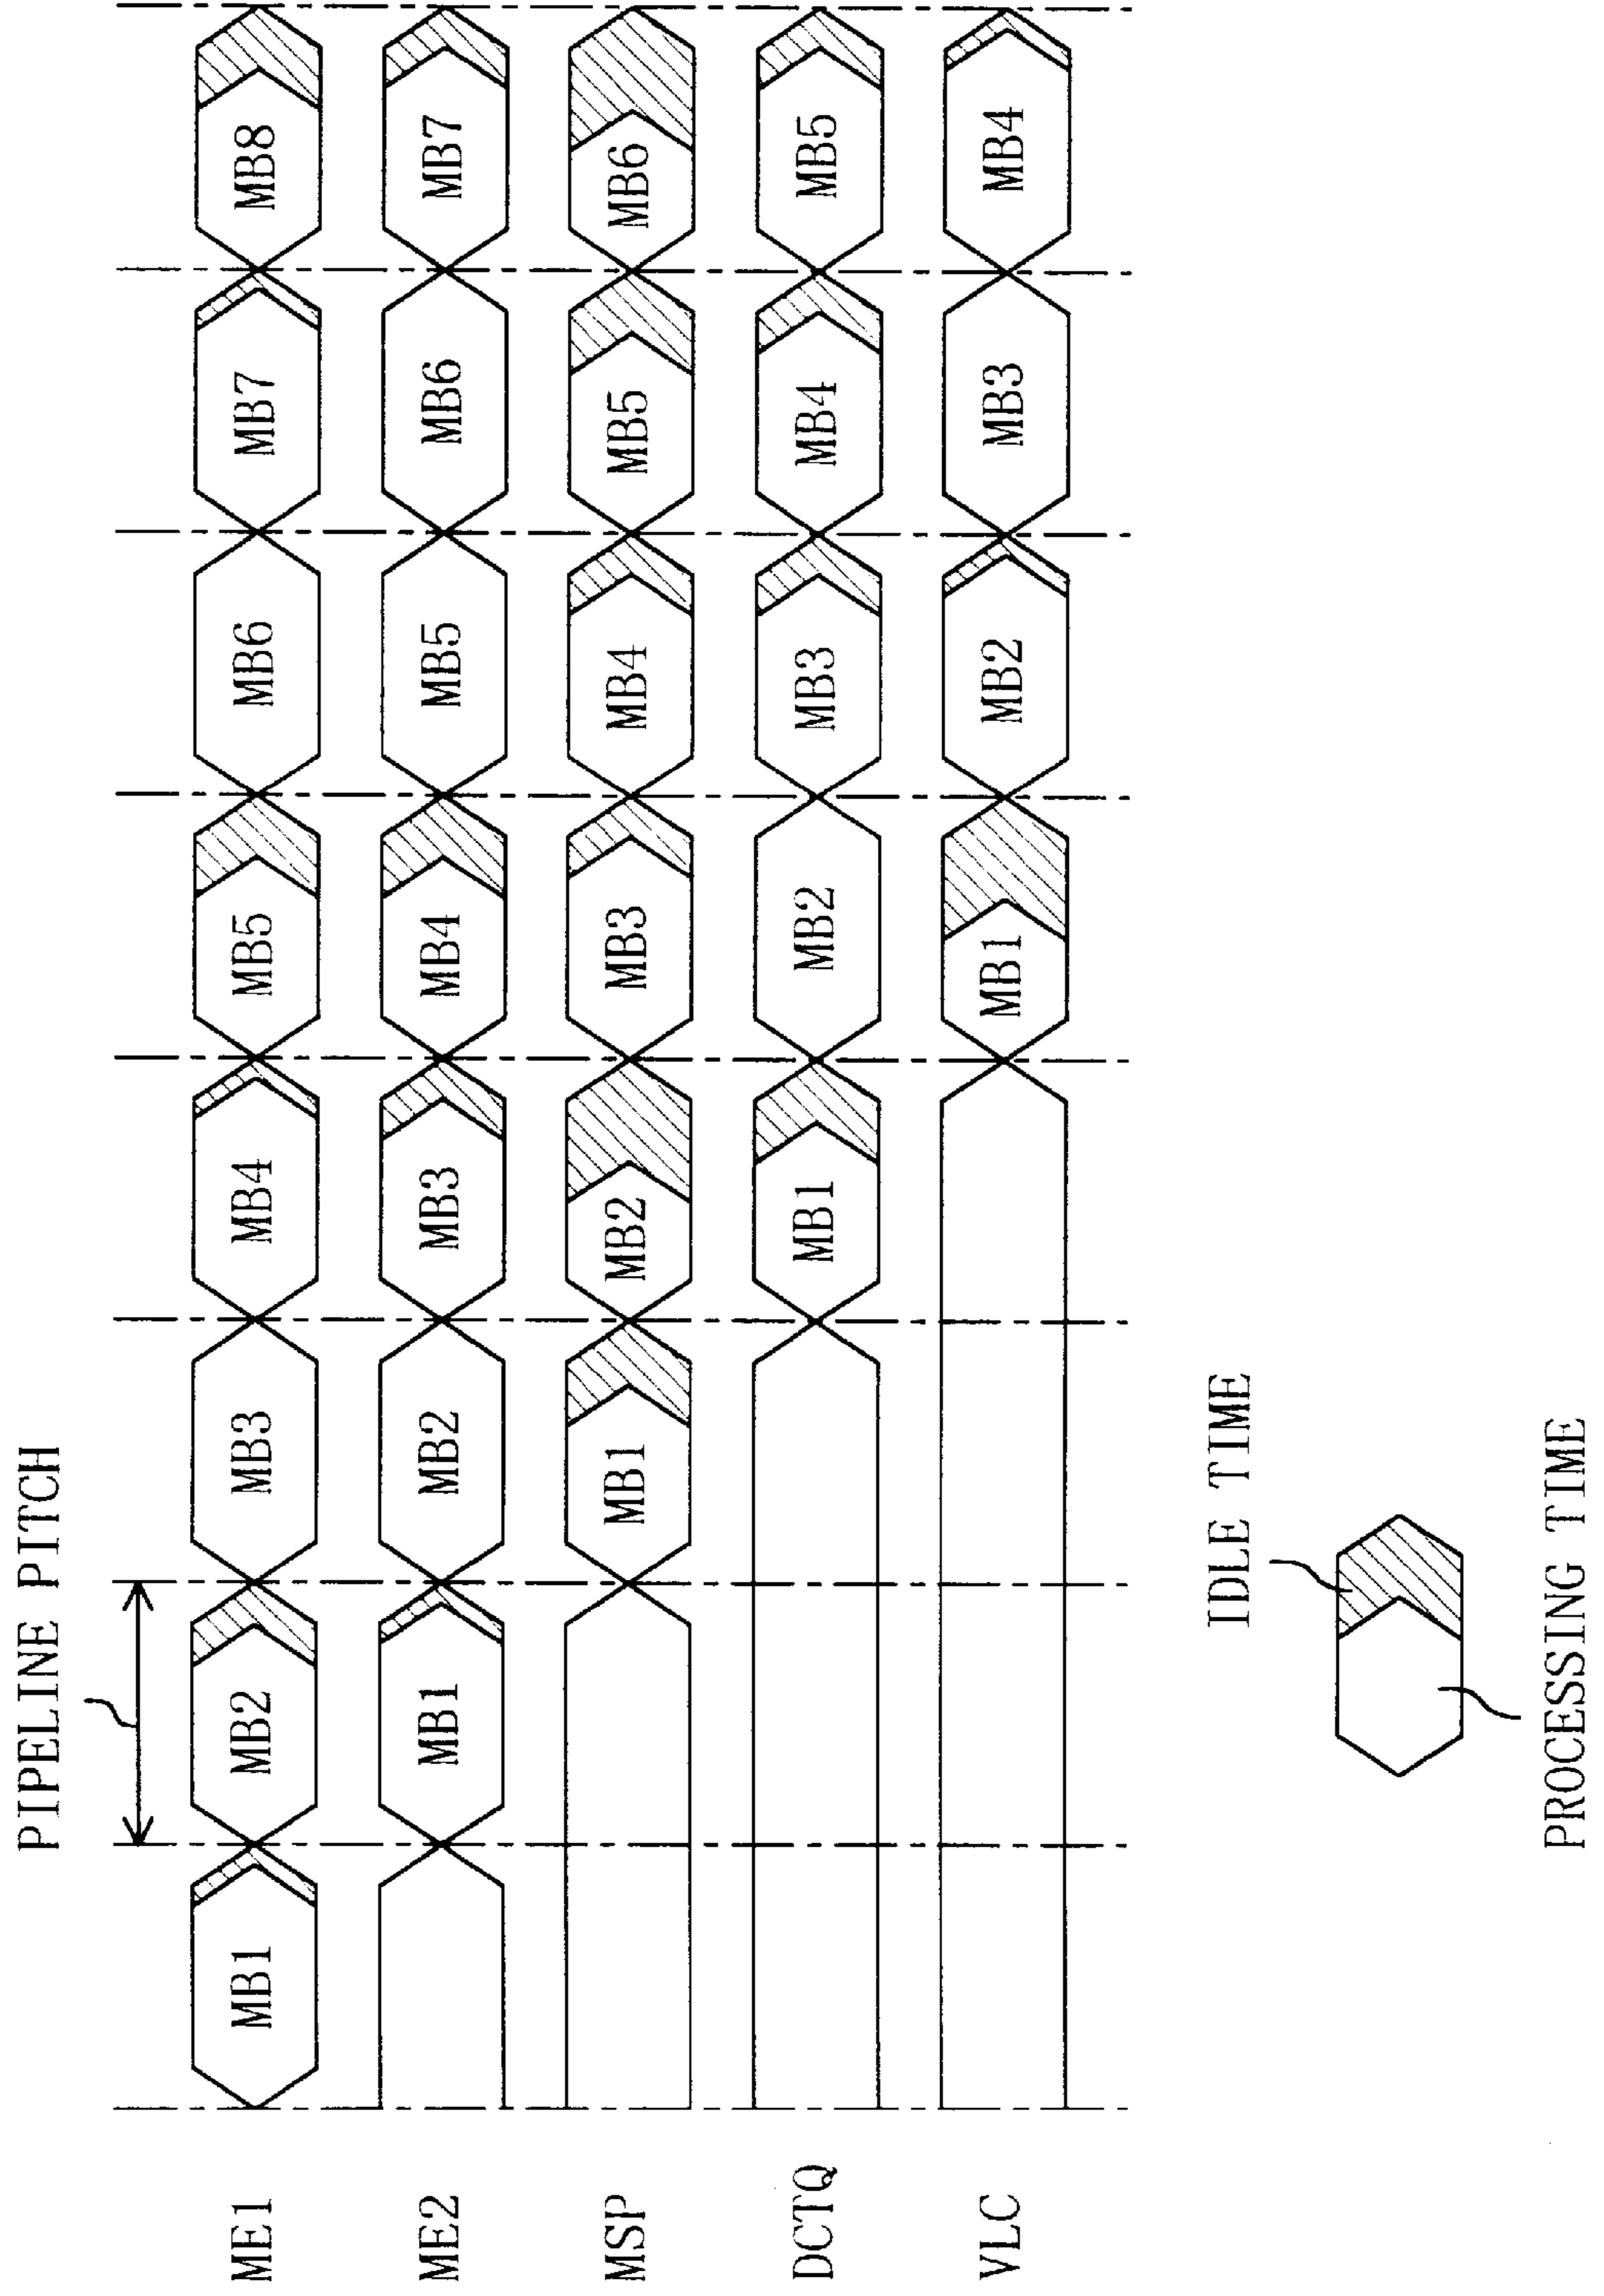 PIPELINE PITCH
ME1 MB1 MB2 MB3 MB4 MB5 MB6 MB7 MB8
ME2 MB1 MB2 MB3 MB4 MB5 MB6 MB7
MSP MB1 MB2 MB3 MB4 MB5 MB6
DCTQ MB1 MB2 MB3 MB4 MB5
VLC MB1 MB2 MB3 MB4
IDLE TIME
PROCESSING TIME